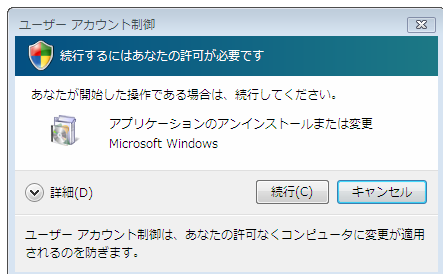 ユーザー アカウント制御
続行するにはあなたの許可が必要です
あなたが開始した操作である場合は、続行してください。
アプリケーションのアンインストールまたは変更
Microsoft Windows
詳細(D)
続行(C)
キャンセル
ユーザー アカウント制御は、あなたの許可なくコンピュータに変更が適用
されるのを防ぎます。